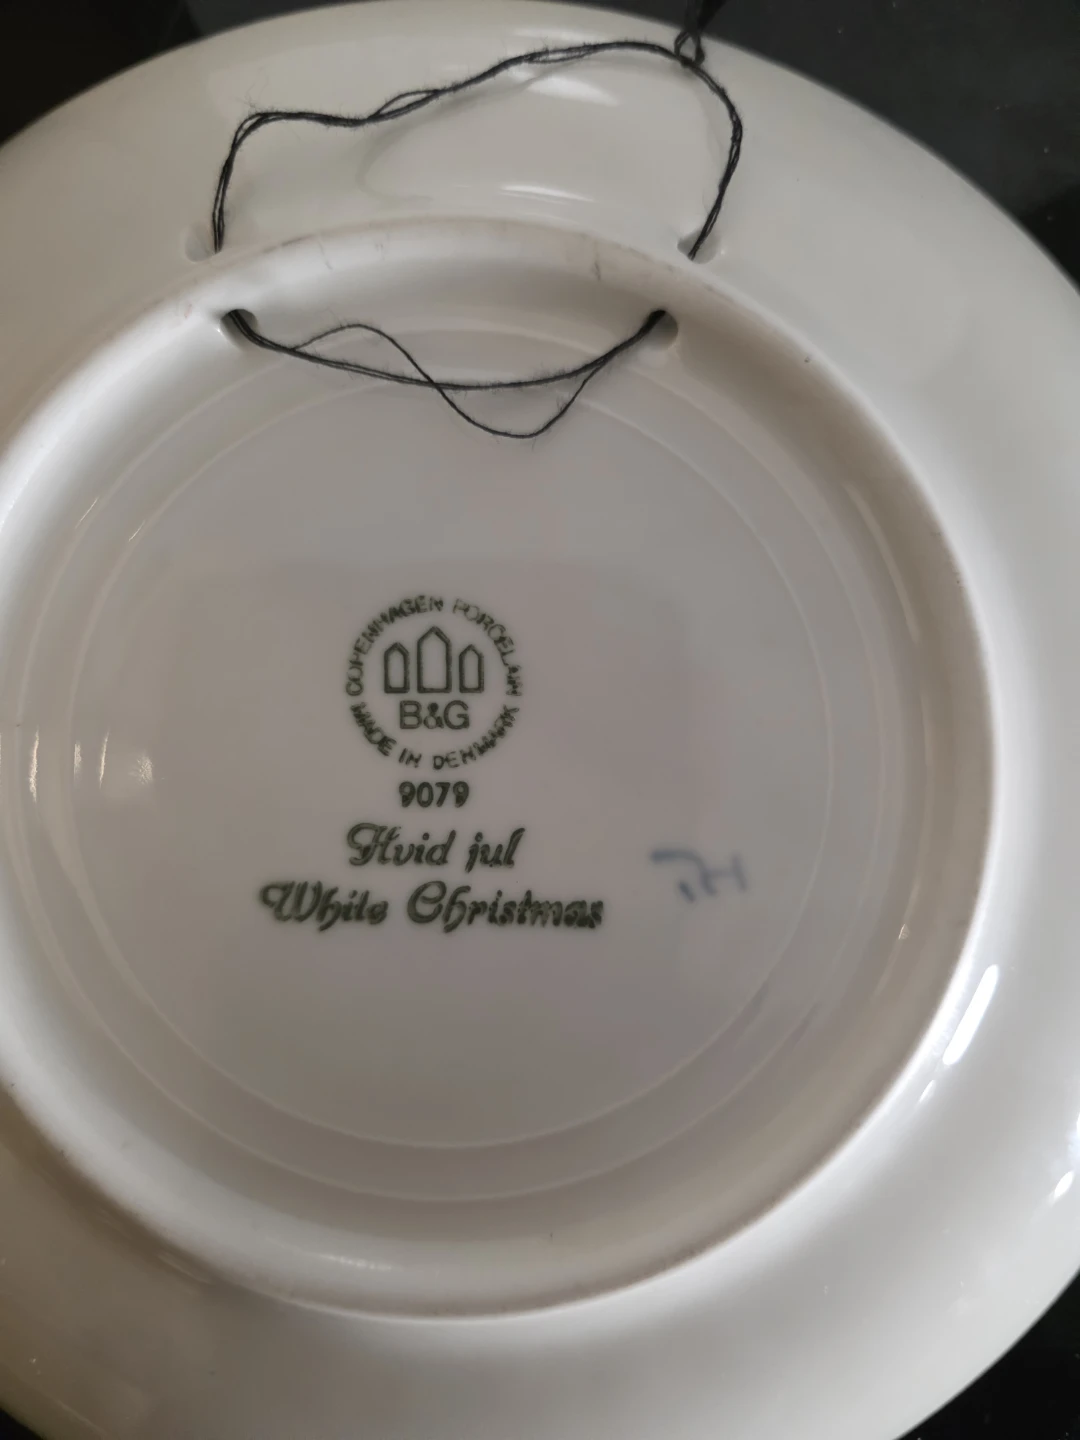 COPENHAGEN PORCELAIN
B&G
MADE IN DENMARK
9079
Hvid jul
White Christmas